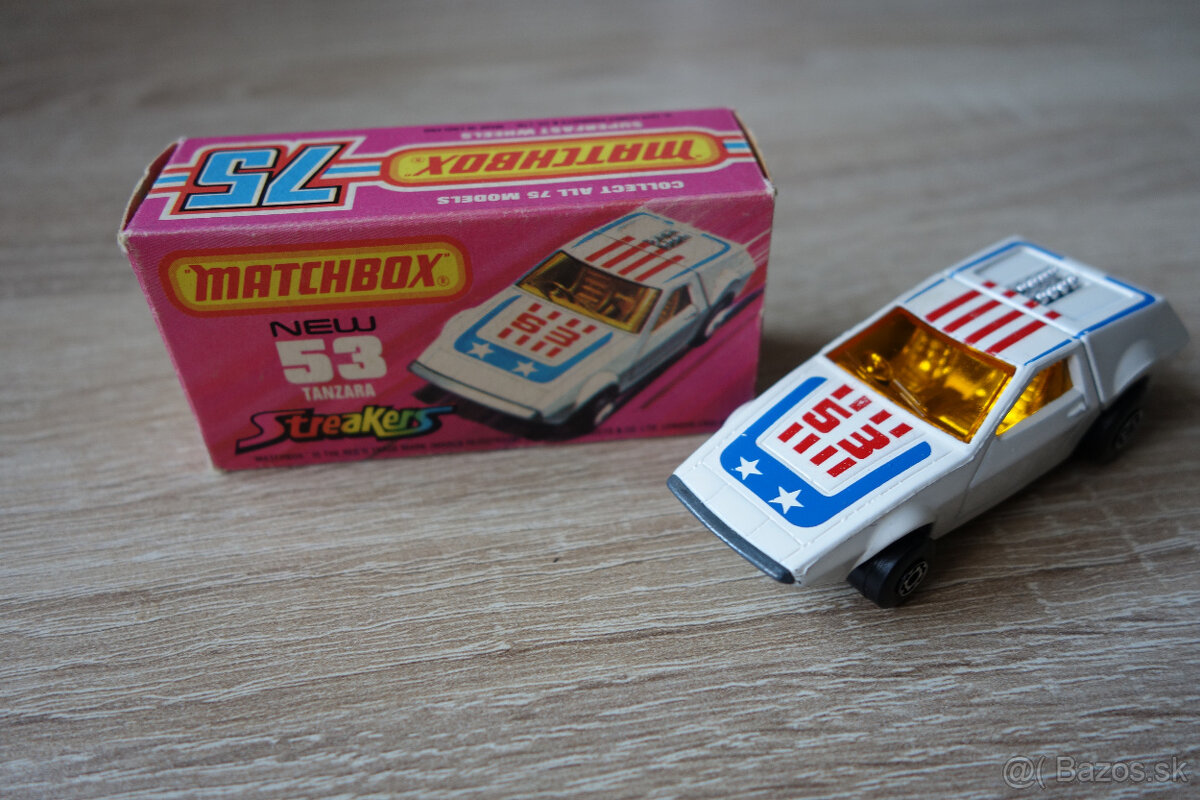 SUPERFAST WHEELS
"MATCHBOX"®
75
COLLECT ALL 75 MODELS
"MATCHBOX"®
NEW
53
TANZARA
Streakers
53
53
@( Bazos.sk